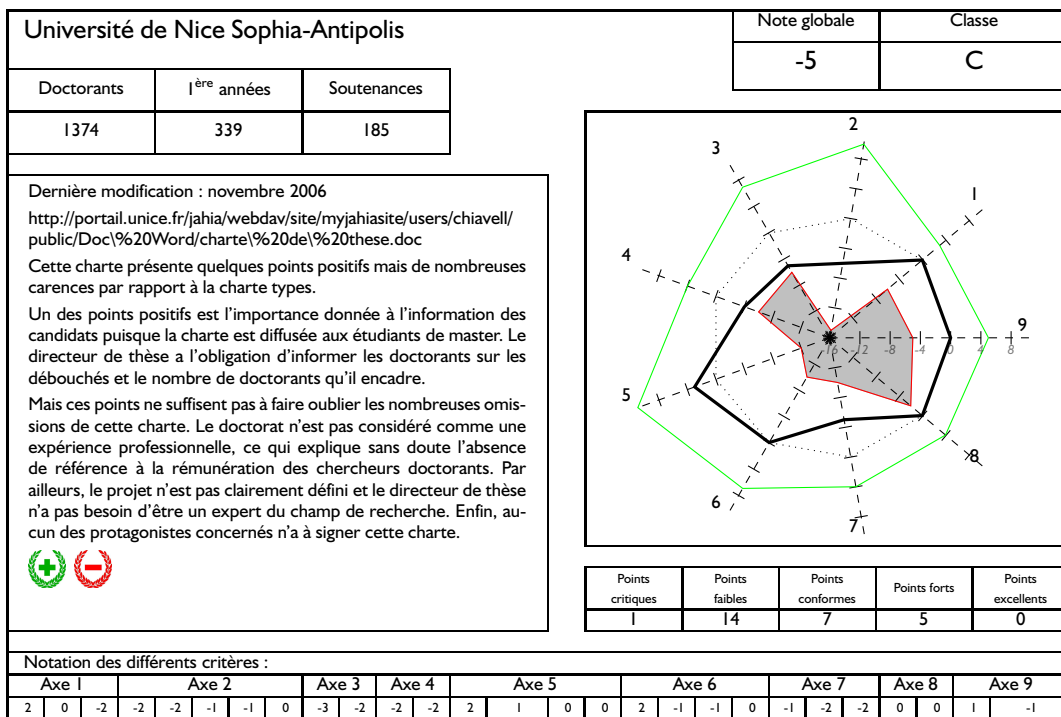 Université de Nice Sophia-Antipolis
Note globale Classe
-5 C
Doctorants 1ère années Soutenances
1374 339 185
Dernière modification : novembre 2006
http://portail.unice.fr/jahia/webdav/site/myjahiasite/users/chiavell/
public/Doc\%20Word/charte\%20de\%20these.doc
Cette charte présente quelques points positifs mais de nombreuses
carences par rapport à la charte types.
Un des points positifs est l'importance donnée à l'information des
candidats puisque la charte est diffusée aux étudiants de master. Le
directeur de thèse a l'obligation d'informer les doctorants sur les
débouchés et le nombre de doctorants qu'il encadre.
Mais ces points ne suffisent pas à faire oublier les nombreuses omis-
sions de cette charte. Le doctorat n'est pas considéré comme une
expérience professionnelle, ce qui explique sans doute l'absence
de référence à la rémunération des chercheurs doctorants. Par
ailleurs, le projet n'est pas clairement défini et le directeur de thèse
n'a pas besoin d'être un expert du champ de recherche. Enfin, au-
cun des protagonistes concernés n'a à signer cette charte.
2
3
1
4
9
-16 -12 -8 -4 0 4 8
5
8
6
7
Points critiques Points faibles Points conformes Points forts Points excellents
1 14 7 5 0
Notation des différents critères :
Axe 1 Axe 2 Axe 3 Axe 4 Axe 5 Axe 6 Axe 7 Axe 8 Axe 9
2 0 -2 -2 -2 -1 -1 0 -3 -2 -2 -2 2 1 0 0 2 -1 -1 0 -1 -2 -2 0 0 1 -1